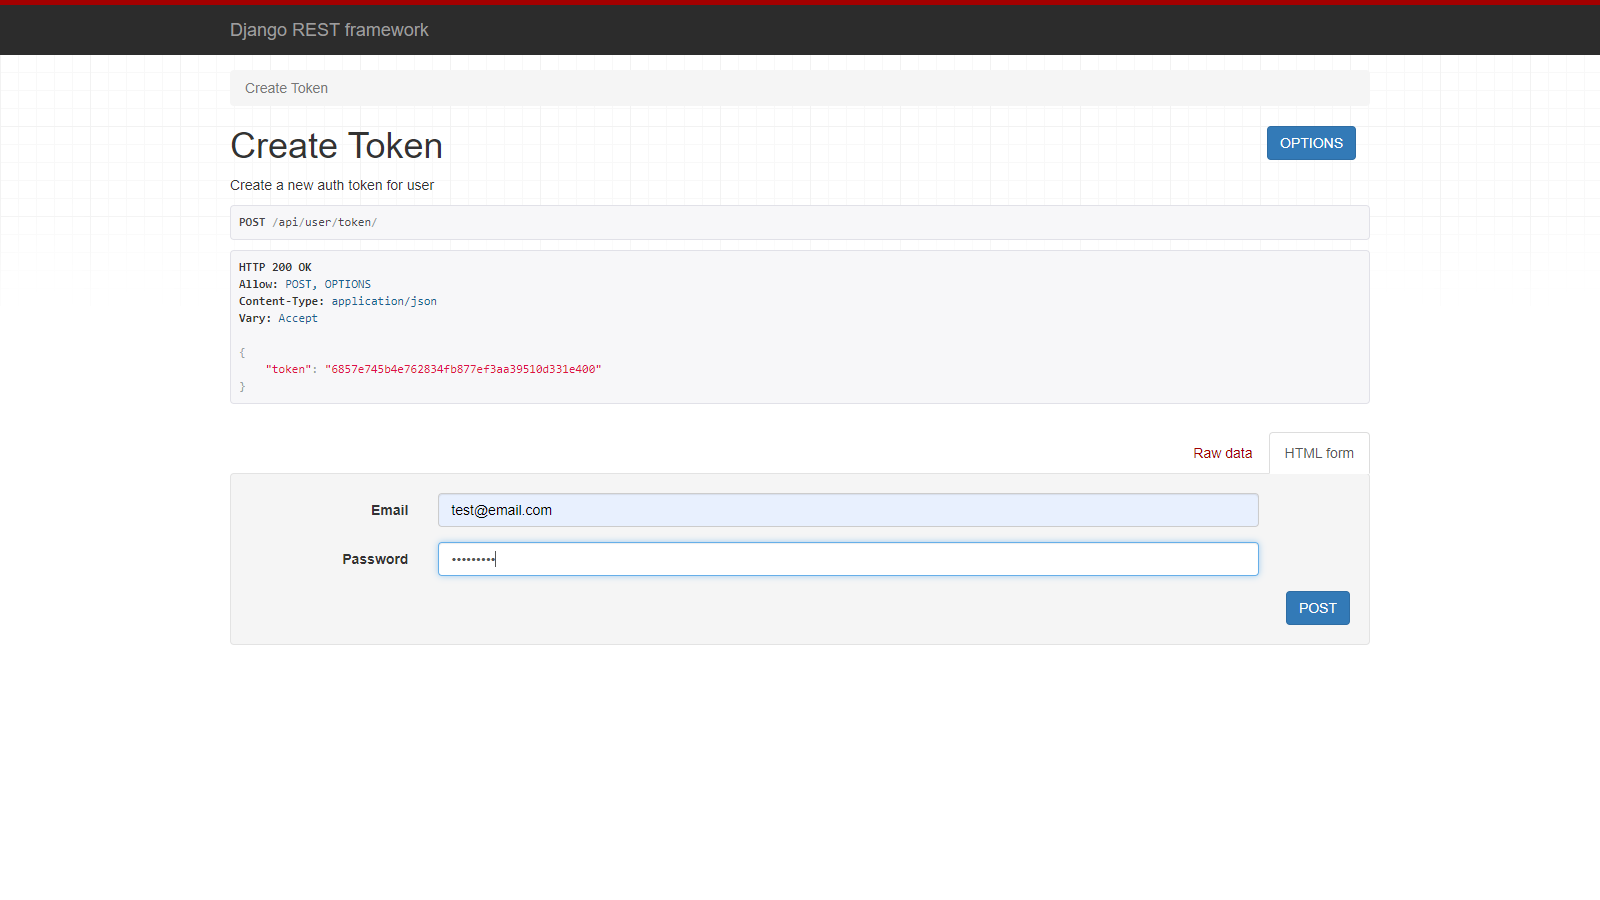 Django REST framework
Create Token
Create Token
OPTIONS
Create a new auth token for user
POST /api/user/token/
HTTP 200 OK
Allow: POST, OPTIONS
Content-Type: application/json
Vary: Accept
{
"token": "6857e745b4e762834fb877ef3aa39510d331e400"
}
Raw data
HTML form
Email
test@email.com
Password
•••••••••
POST